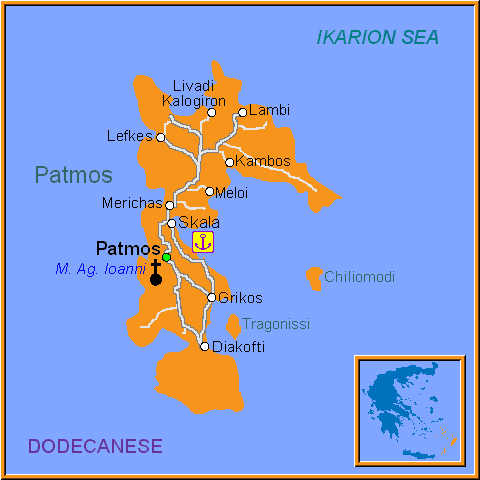 IKARION SEA
Livadi
Kalogiron
Lambi
Lefkes
Kambos
Patmos
Meloi
Merichas
Skala
Patmos
M. Ag. Ioanni
Chiliomodi
Grikos
Tragonissi
Diakofti
DODECANESE